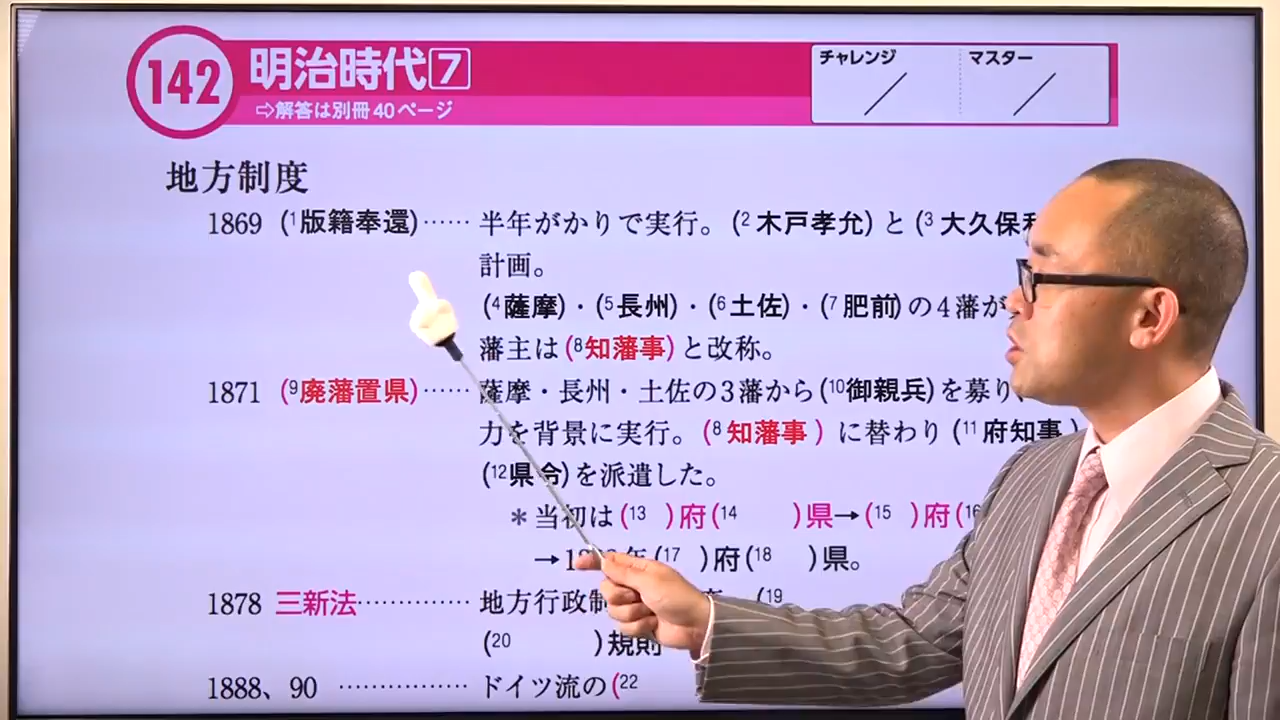 142 明治時代 7
⇨解答は別冊40ページ
チャレンジ マスター
地方制度
1869 (1版籍奉還)…… 半年がかりで実行。(2 木戸孝允) と (3 大久保利
計画。
(4薩摩)・(5長州)・(6土佐)・(7肥前)の4藩が
藩主は(8知藩事)と改称。
1871 (9廃藩置県)…… 薩摩・長州・土佐の3藩から(10御親兵)を募り
力を背景に実行。(8 知藩事 ) に替わり (11 府知事 )
(12県令)を派遣した。
＊当初は(13 )府(14 )県→(15 )府(16
→1 年(17 )府(18 )県。
1878 三新法………… 地方行政制 (19
(20 )規則
1888、90 …………… ドイツ流の(22